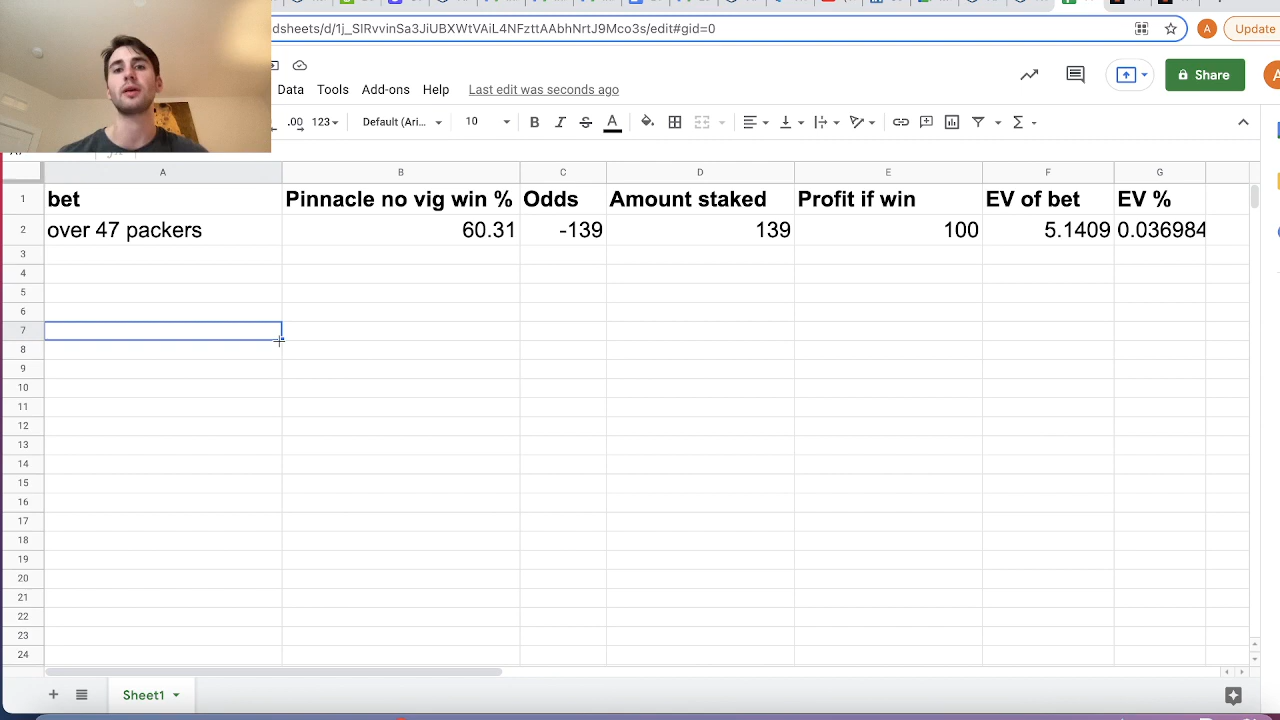 dsheets/d/1j_SIRvvinSa3JiUBXWtVAiL4NFzttAAbhNrtJ9Mco3s/edit#gid=0
A
Update
Data Tools Add-ons Help Last edit was seconds ago
Share
.00 123 Default (Ari... 10 B I S A
A B C D E F G
1 bet Pinnacle no vig win % Odds Amount staked Profit if win EV of bet EV %
2 over 47 packers 60.31 -139 139 100 5.1409 0.036984
3
4
5
6
7
8
9
10
11
12
13
14
15
16
17
18
19
20
21
22
23
24
Sheet1